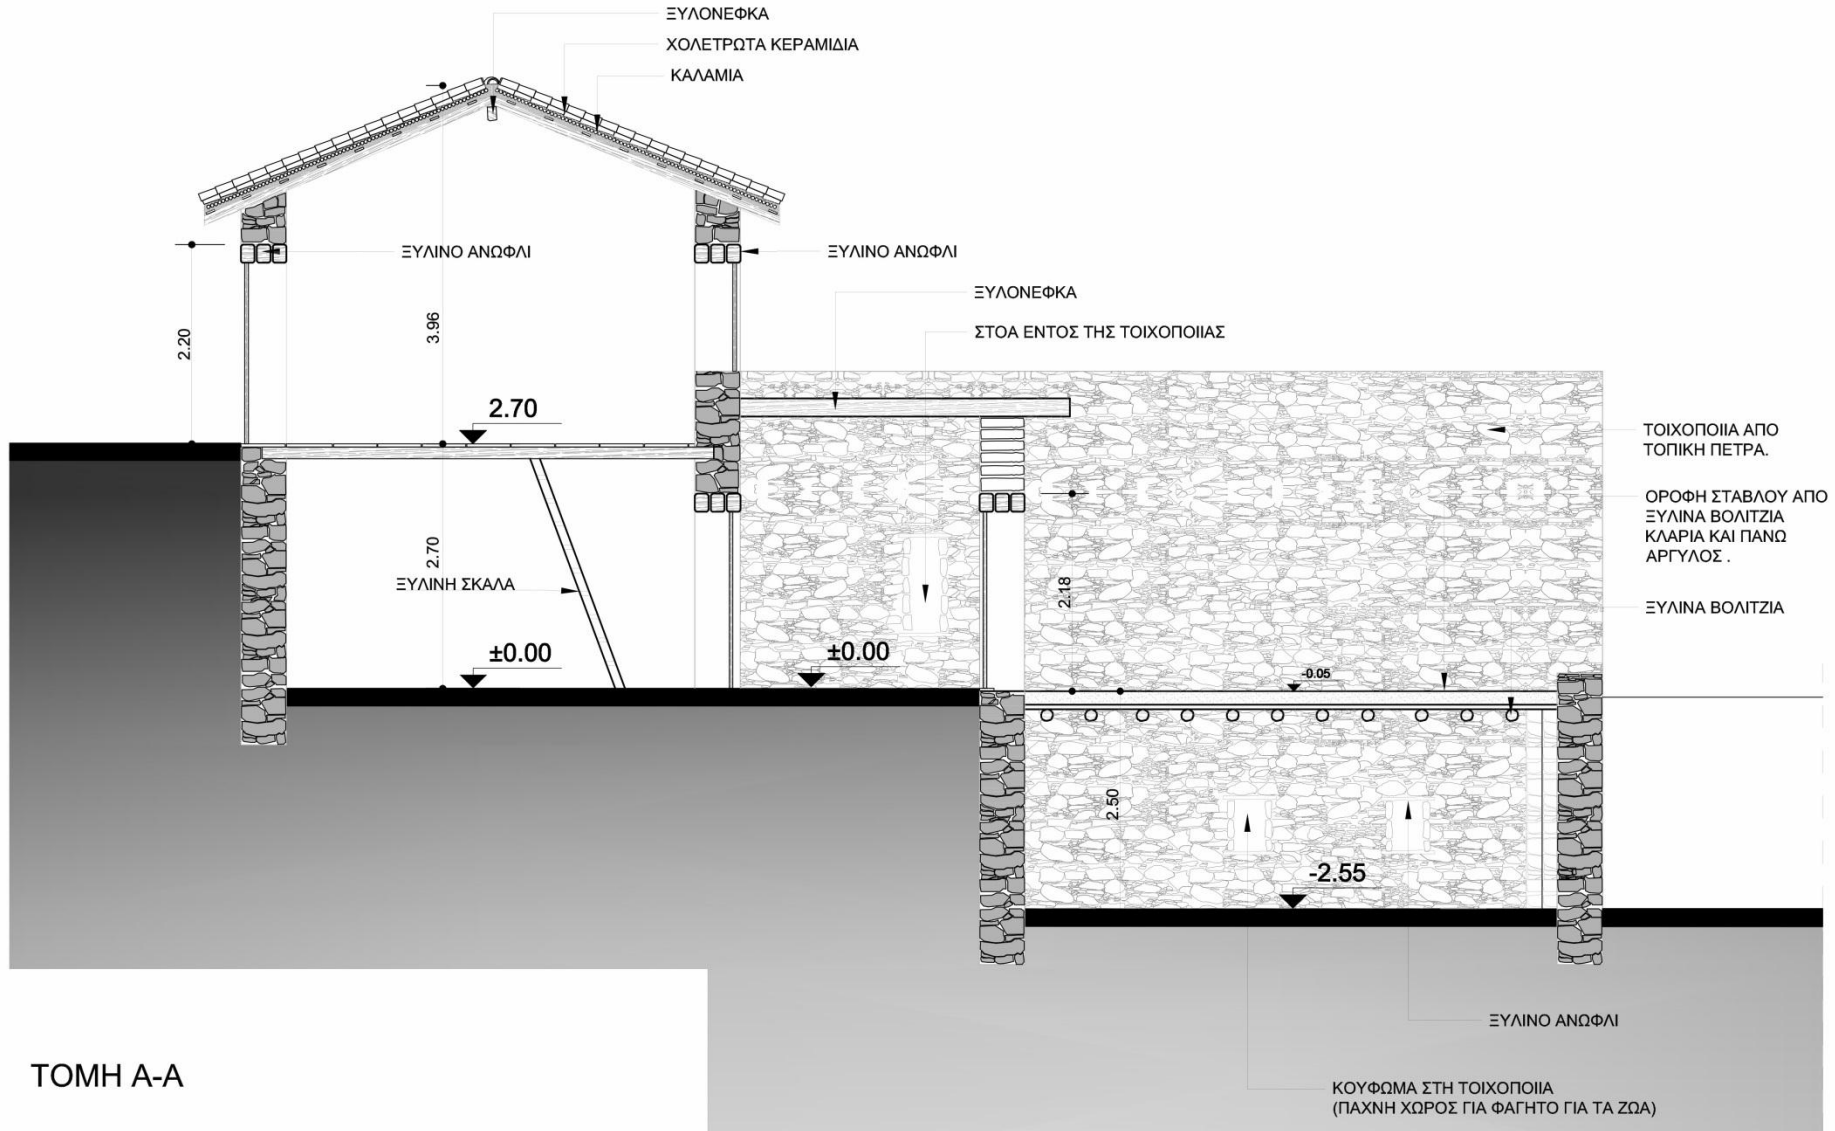 ΞΥΛΟΝΕΦΚΑ
ΧΟΛΕΤΡΩΤΑ ΚΕΡΑΜΙΔΙΑ
ΚΑΛΑΜΙΑ
ΞΥΛΙΝΟ ΑΝΩΦΛΙ
ΞΥΛΙΝΟ ΑΝΩΦΛΙ
ΞΥΛΟΝΕΦΚΑ
ΣΤΟΑ ΕΝΤΟΣ ΤΗΣ ΤΟΙΧΟΠΟΙΙΑΣ
2.20
3.96
2.70
ΤΟΙΧΟΠΟΙΙΑ ΑΠΟ
ΤΟΠΙΚΗ ΠΕΤΡΑ.
ΟΡΟΦΗ ΣΤΑΒΛΟΥ ΑΠΟ
ΞΥΛΙΝΑ ΒΟΛΙΤΖΙΑ
ΚΛΑΡΙΑ ΚΑΙ ΠΑΝΩ
ΑΡΓΥΛΟΣ .
2.70
ΞΥΛΙΝΗ ΣΚΑΛΑ
2.18
ΞΥΛΙΝΑ ΒΟΛΙΤΖΙΑ
±0.00
±0.00
-0.05
2.50
-2.55
ΞΥΛΙΝΟ ΑΝΩΦΛΙ
ΤΟΜΗ Α-Α
ΚΟΥΦΩΜΑ ΣΤΗ ΤΟΙΧΟΠΟΙΙΑ
(ΠΑΧΝΗ ΧΩΡΟΣ ΓΙΑ ΦΑΓΗΤΟ ΓΙΑ ΤΑ ΖΩΑ)